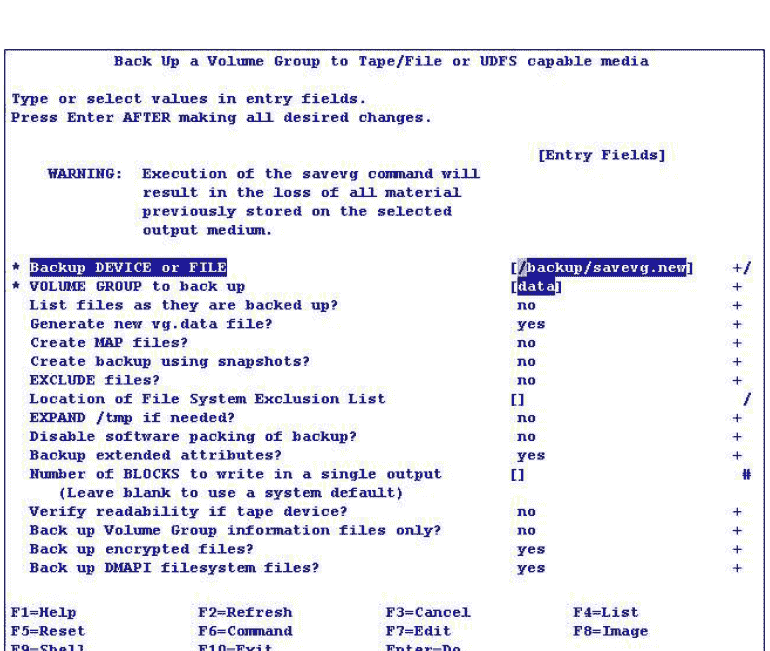 Back Up a Volume Group to Tape/File or UDFS capable media
Type or select values in entry fields.
Press Enter AFTER making all desired changes.
[Entry Fields]
WARNING: Execution of the savevg command will
result in the loss of all material
previously stored on the selected
output medium.
* Backup DEVICE or FILE [/backup/savevg.new] +/
* VOLUME GROUP to back up [data] +
List files as they are backed up? no +
Generate new vg.data file? yes +
Create MAP files? no +
Create backup using snapshots? no +
EXCLUDE files? no +
Location of File System Exclusion List [] /
EXPAND /tmp if needed? no +
Disable software packing of backup? no +
Backup extended attributes? yes +
Number of BLOCKS to write in a single output [] #
(Leave blank to use a system default)
Verify readability if tape device? no +
Back up Volume Group information files only? no +
Back up encrypted files? yes +
Back up DMAPI filesystem files? yes +
F1=Help F2=Refresh F3=Cancel F4=List
F5=Reset F6=Command F7=Edit F8=Image
F9=Shell F10=Exit Enter=Do